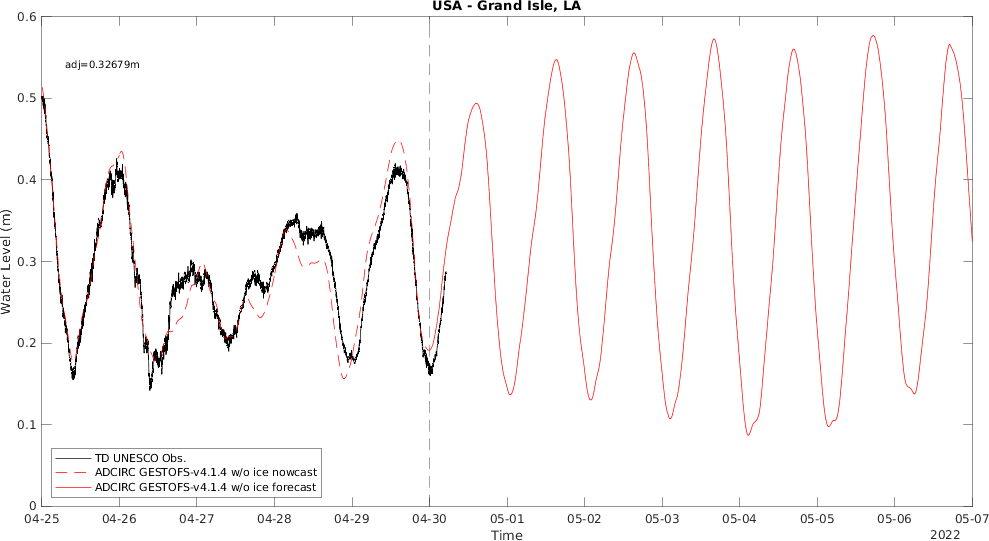 USA - Grand Isle, LA
adj=0.32679m
Water Level (m)
0.6
0.5
0.4
0.3
0.2
0.1
0
TD UNESCO Obs.
ADCIRC GESTOFS-v4.1.4 w/o ice nowcast
ADCIRC GESTOFS-v4.1.4 w/o ice forecast
04-25 04-26 04-27 04-28 04-29 04-30 05-01 05-02 05-03 05-04 05-05 05-06 05-07
Time
2022